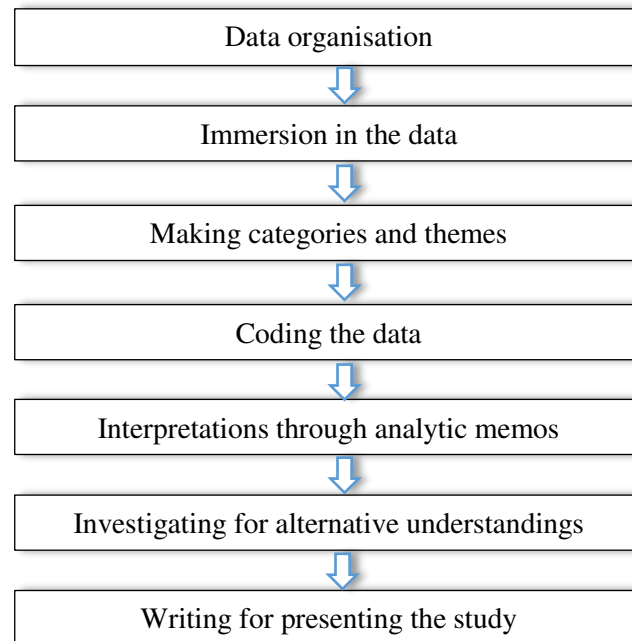 Data organisation
Immersion in the data
Making categories and themes
Coding the data
Interpretations through analytic memos
Investigating for alternative understandings
Writing for presenting the study